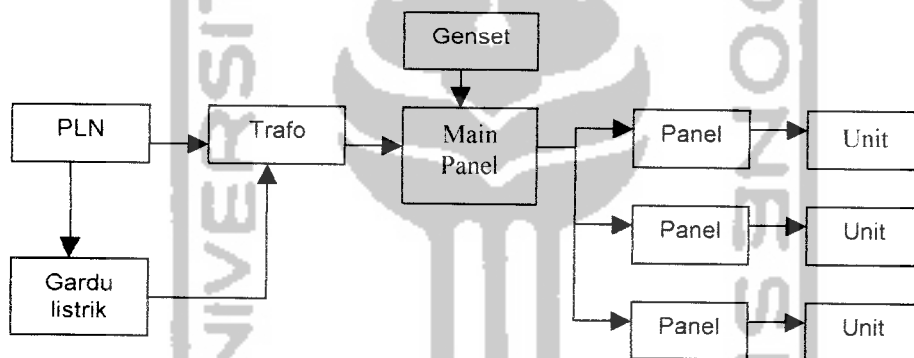 Genset
PLN
Trafo
Main
Panel
Panel
Unit
Panel
Unit
Gardu
listrik
Panel
Unit